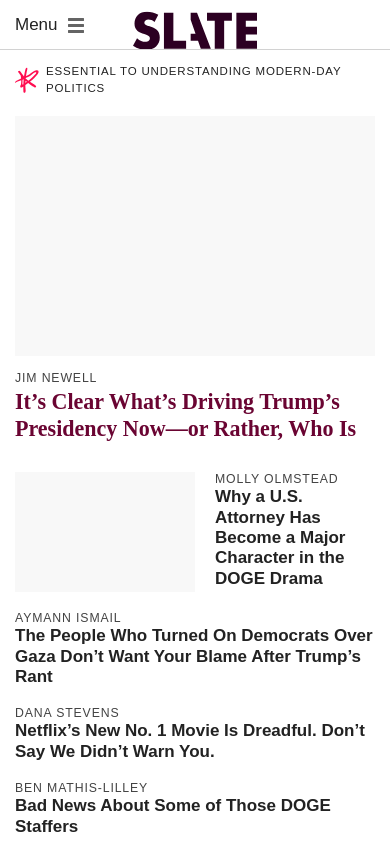 Menu
SLATE
ESSENTIAL TO UNDERSTANDING MODERN-DAY
POLITICS
JIM NEWELL
It’s Clear What’s Driving Trump’s
Presidency Now—or Rather, Who Is
MOLLY OLMSTEAD
Why a U.S.
Attorney Has
Become a Major
Character in the
DOGE Drama
AYMANN ISMAIL
The People Who Turned On Democrats Over
Gaza Don’t Want Your Blame After Trump’s
Rant
DANA STEVENS
Netflix’s New No. 1 Movie Is Dreadful. Don’t
Say We Didn’t Warn You.
BEN MATHIS-LILLEY
Bad News About Some of Those DOGE
Staffers